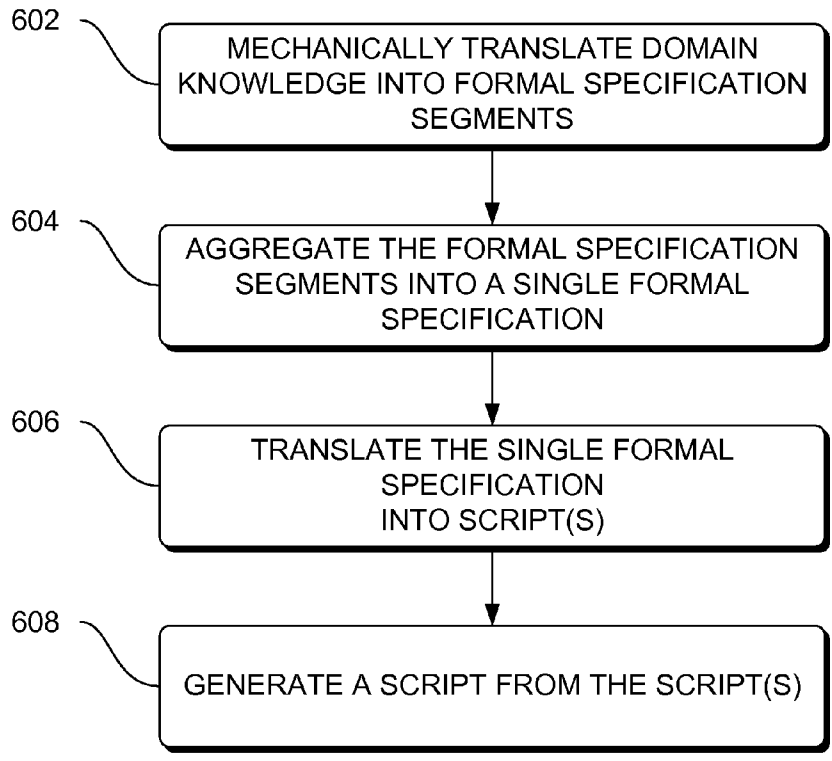 602
MECHANICALLY TRANSLATE DOMAIN
KNOWLEDGE INTO FORMAL SPECIFICATION
SEGMENTS
604
AGGREGATE THE FORMAL SPECIFICATION
SEGMENTS INTO A SINGLE FORMAL
SPECIFICATION
606
TRANSLATE THE SINGLE FORMAL
SPECIFICATION
INTO SCRIPT(S)
608
GENERATE A SCRIPT FROM THE SCRIPT(S)